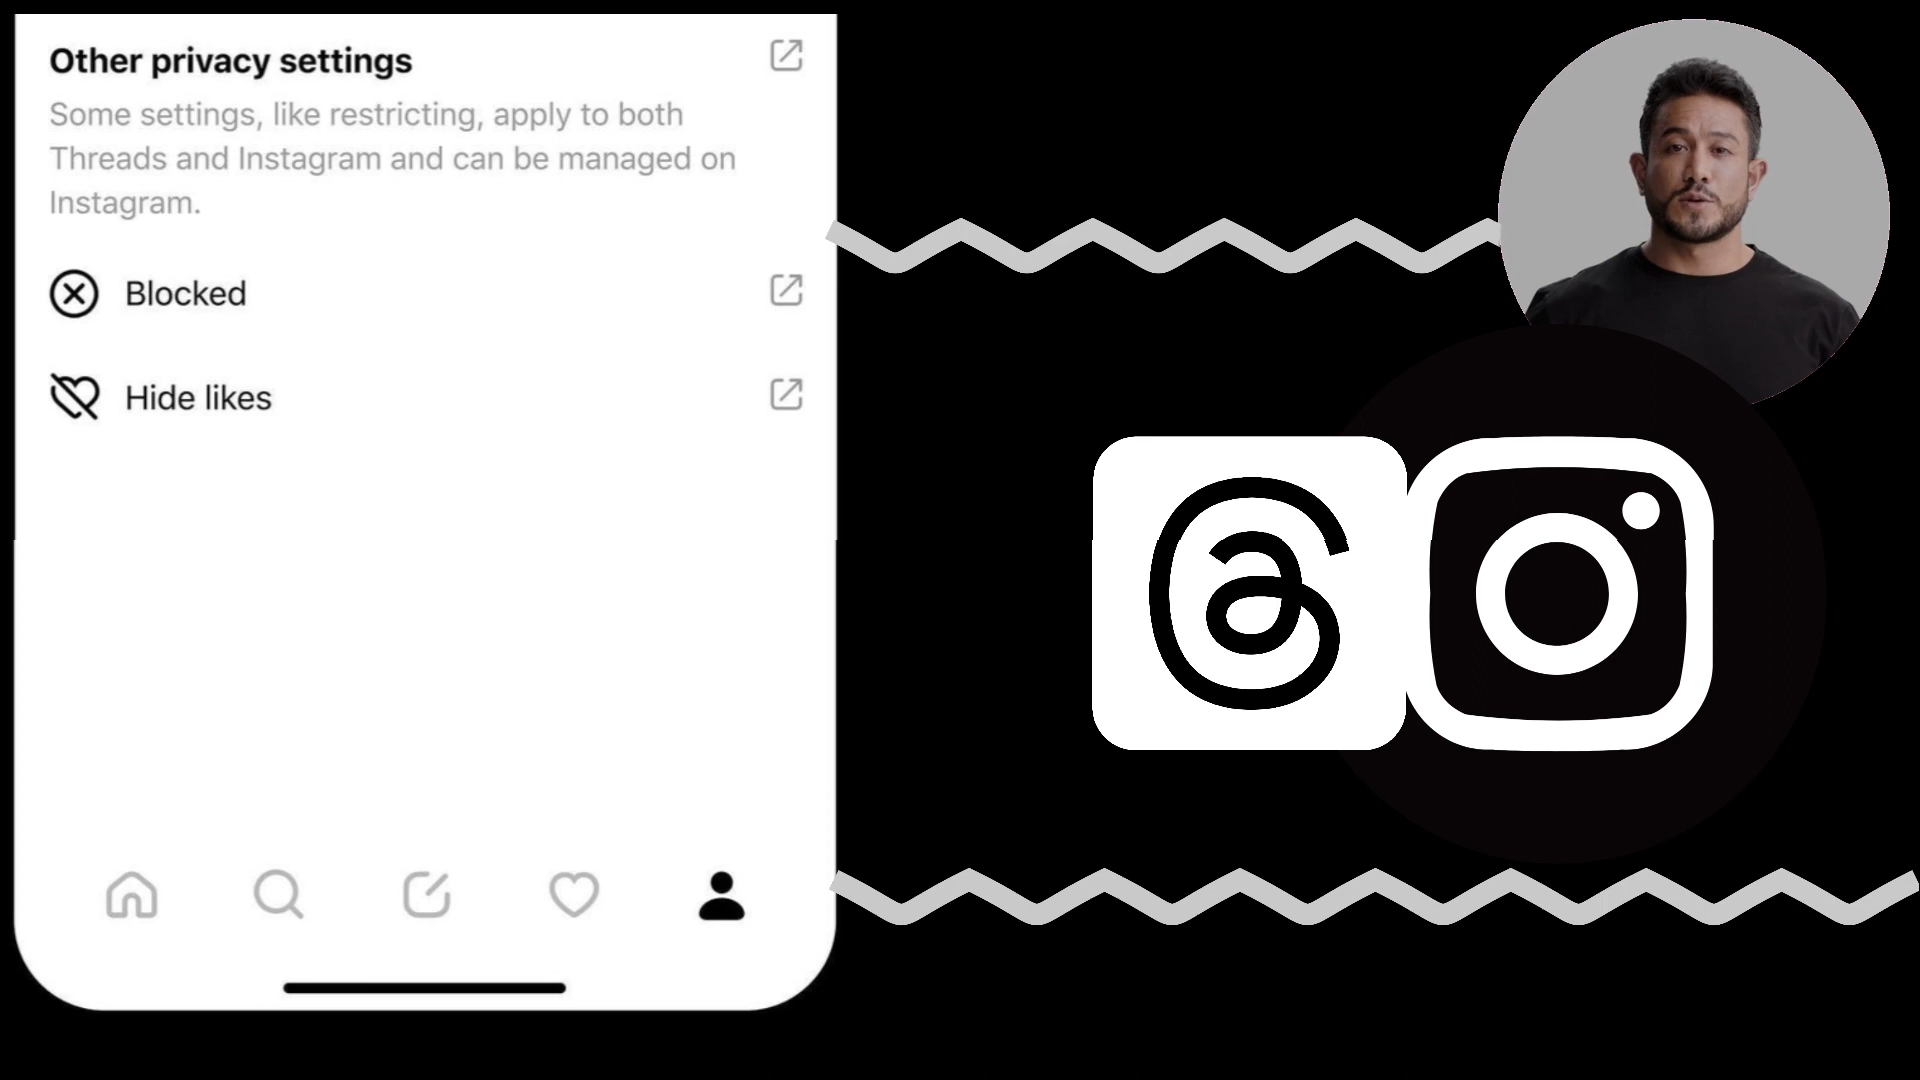 Other privacy settings
Some settings, like restricting, apply to both
Threads and Instagram and can be managed on
Instagram.
Blocked
Hide likes